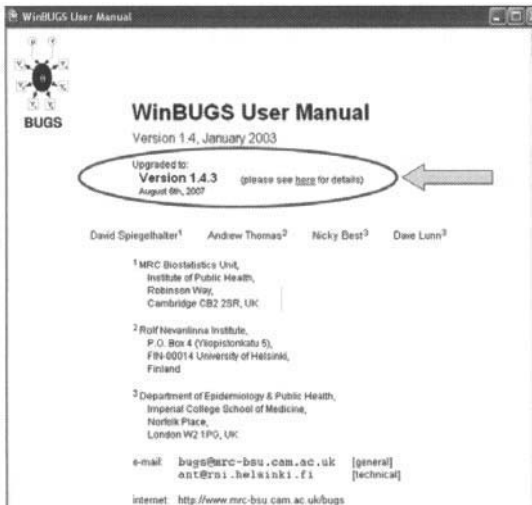 WinBUGS User Manual
BUGS
WinBUGS User Manual
Version 1.4, January 2003
Upgraded to:
Version 1.4.3 (please see here for details)
August 6th, 2007
David Spiegelhalter1 Andrew Thomas2 Nicky Best3 Dave Lunn3
1 MRC Biostatistics Unit,
Institute of Public Health,
Robinson Way,
Cambridge CB2 2SR, UK
2 Rolf Nevanlinna Institute,
P.O. Box 4 (Yliopistonkatu 5),
FIN-00014 University of Helsinki,
Finland
3 Department of Epidemiology & Public Health,
Imperial College School of Medicine,
Norfolk Place,
London W2 1PG, UK
e-mail: bugs@mrc-bsu.cam.ac.uk [general]
ant@rni.helsinki.fi [technical]
internet: http://www.mrc-bsu.cam.ac.uk/bugs